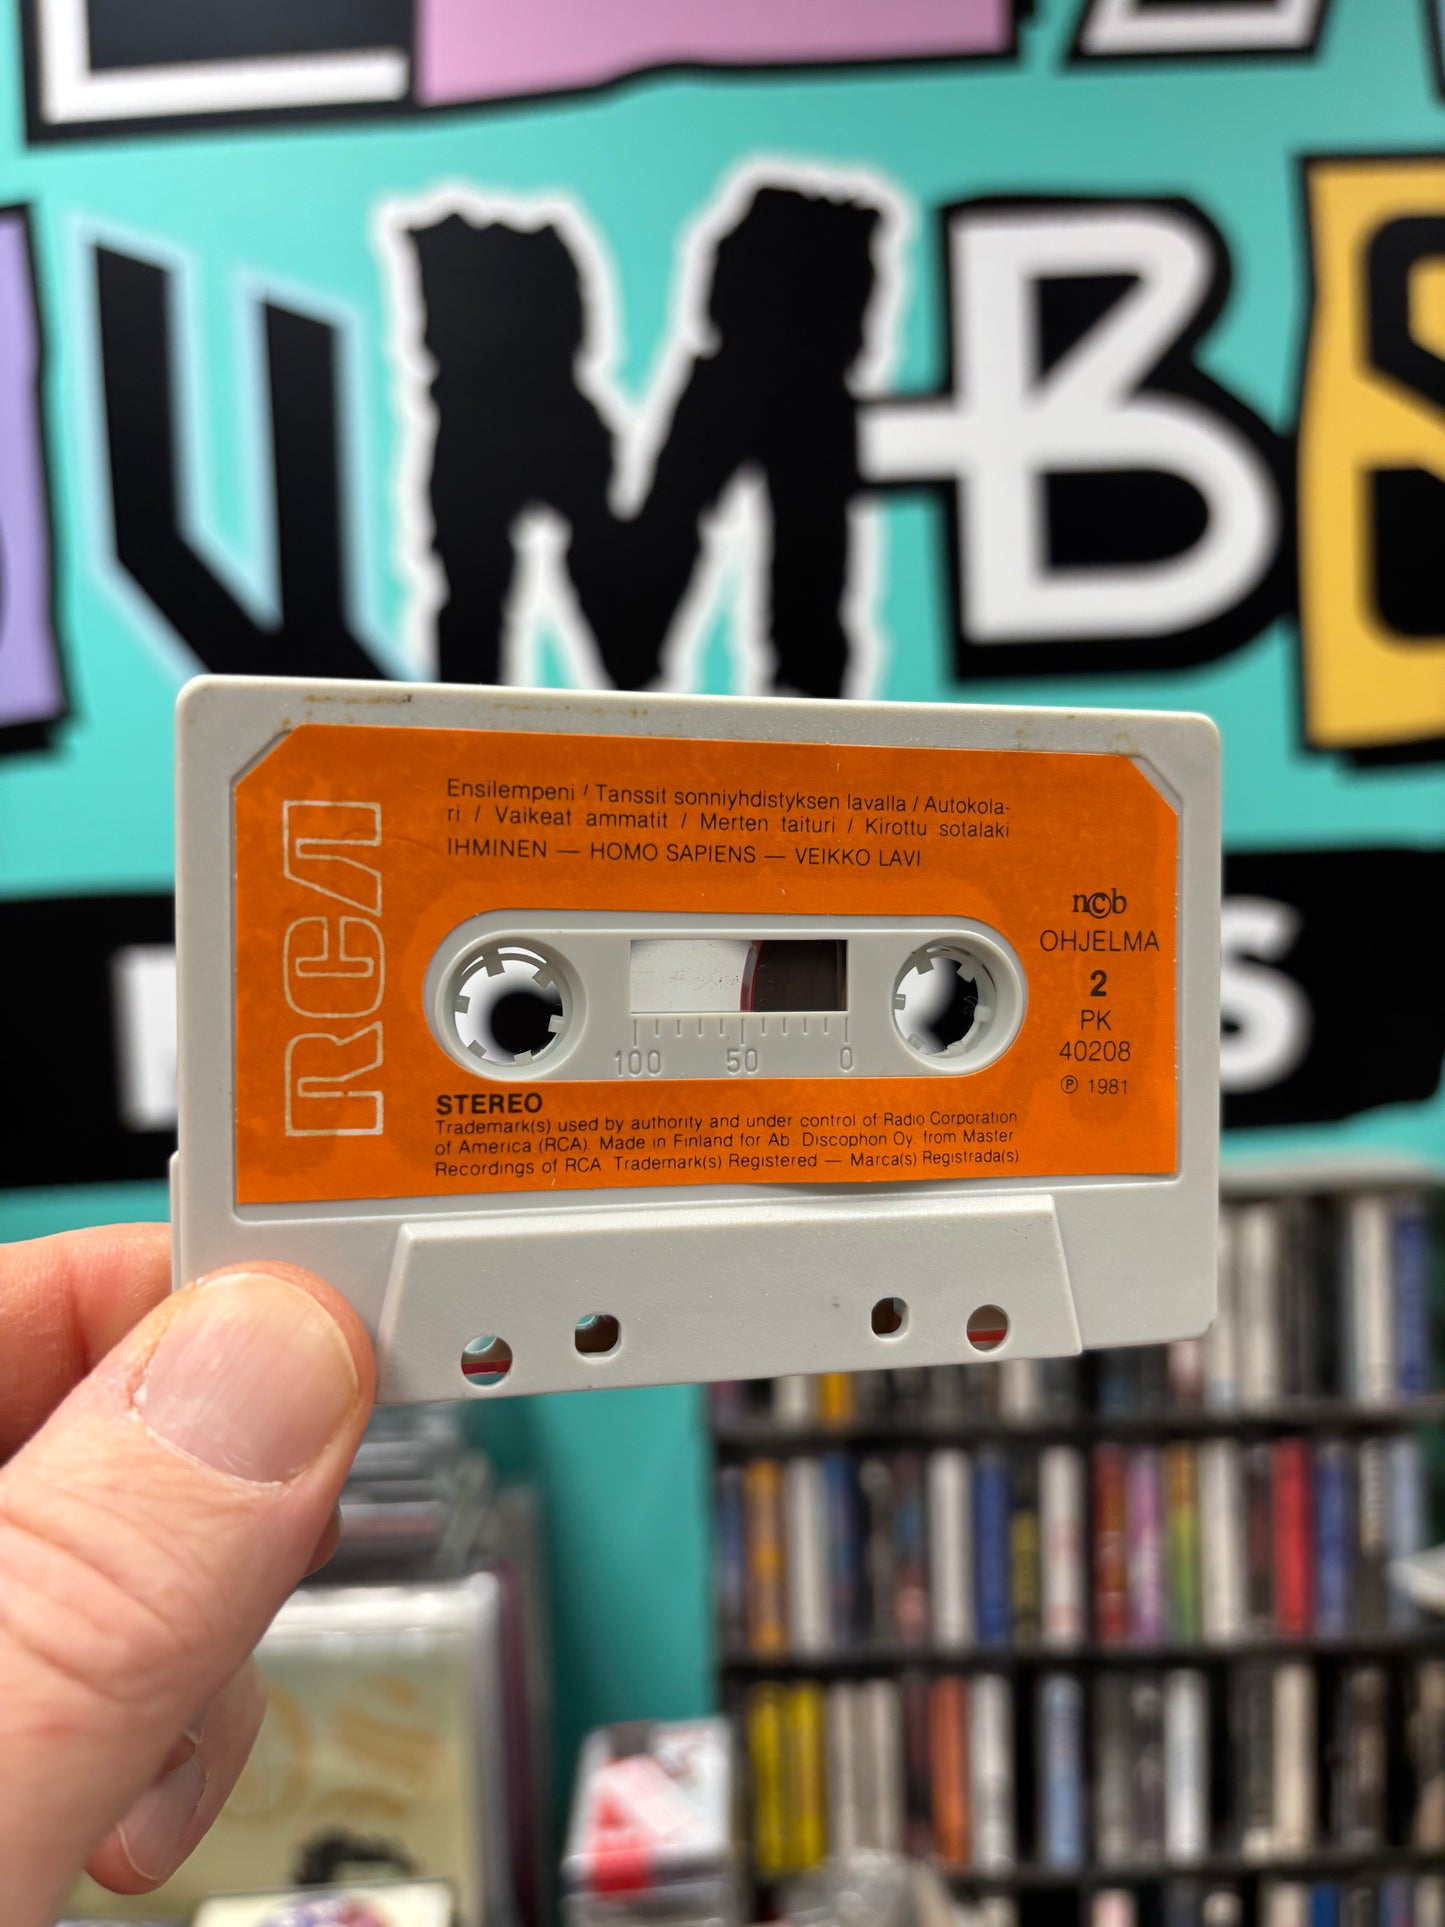 UMBS
Ensilempeni / Tanssit sonniyhdistyksen lavalla / Autokola-
ri / Vaikeat ammatit / Merten taituri / Kirottu sotalaki
IHMINEN — HOMO SAPIENS — VEIKKO LAVI
RCA
ncb
OHJELMA
2
PK
40208
℗ 1981
100 50 0
STEREO
Trademark(s) used by authority and under control of Radio Corporation
of America (RCA). Made in Finland for Ab. Discophon Oy. from Master
Recordings of RCA Trademark(s) Registered — Marca(s) Registrada(s)